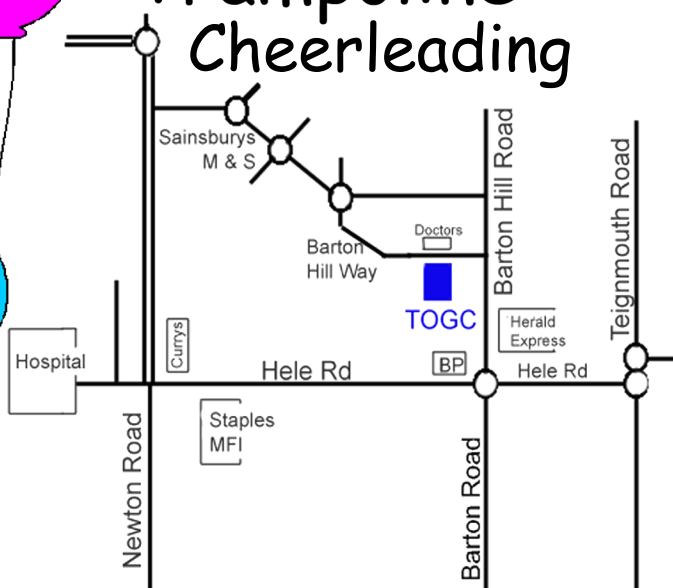 Trampoline
Cheerleading
Sainsburys
M & S
Barton Hill Road
Teignmouth Road
Doctors
Barton
Hill Way
TOGC
Herald
Express
Currys
Hospital
Hele Rd
BP
Hele Rd
Staples
MFI
Newton Road
Barton Road